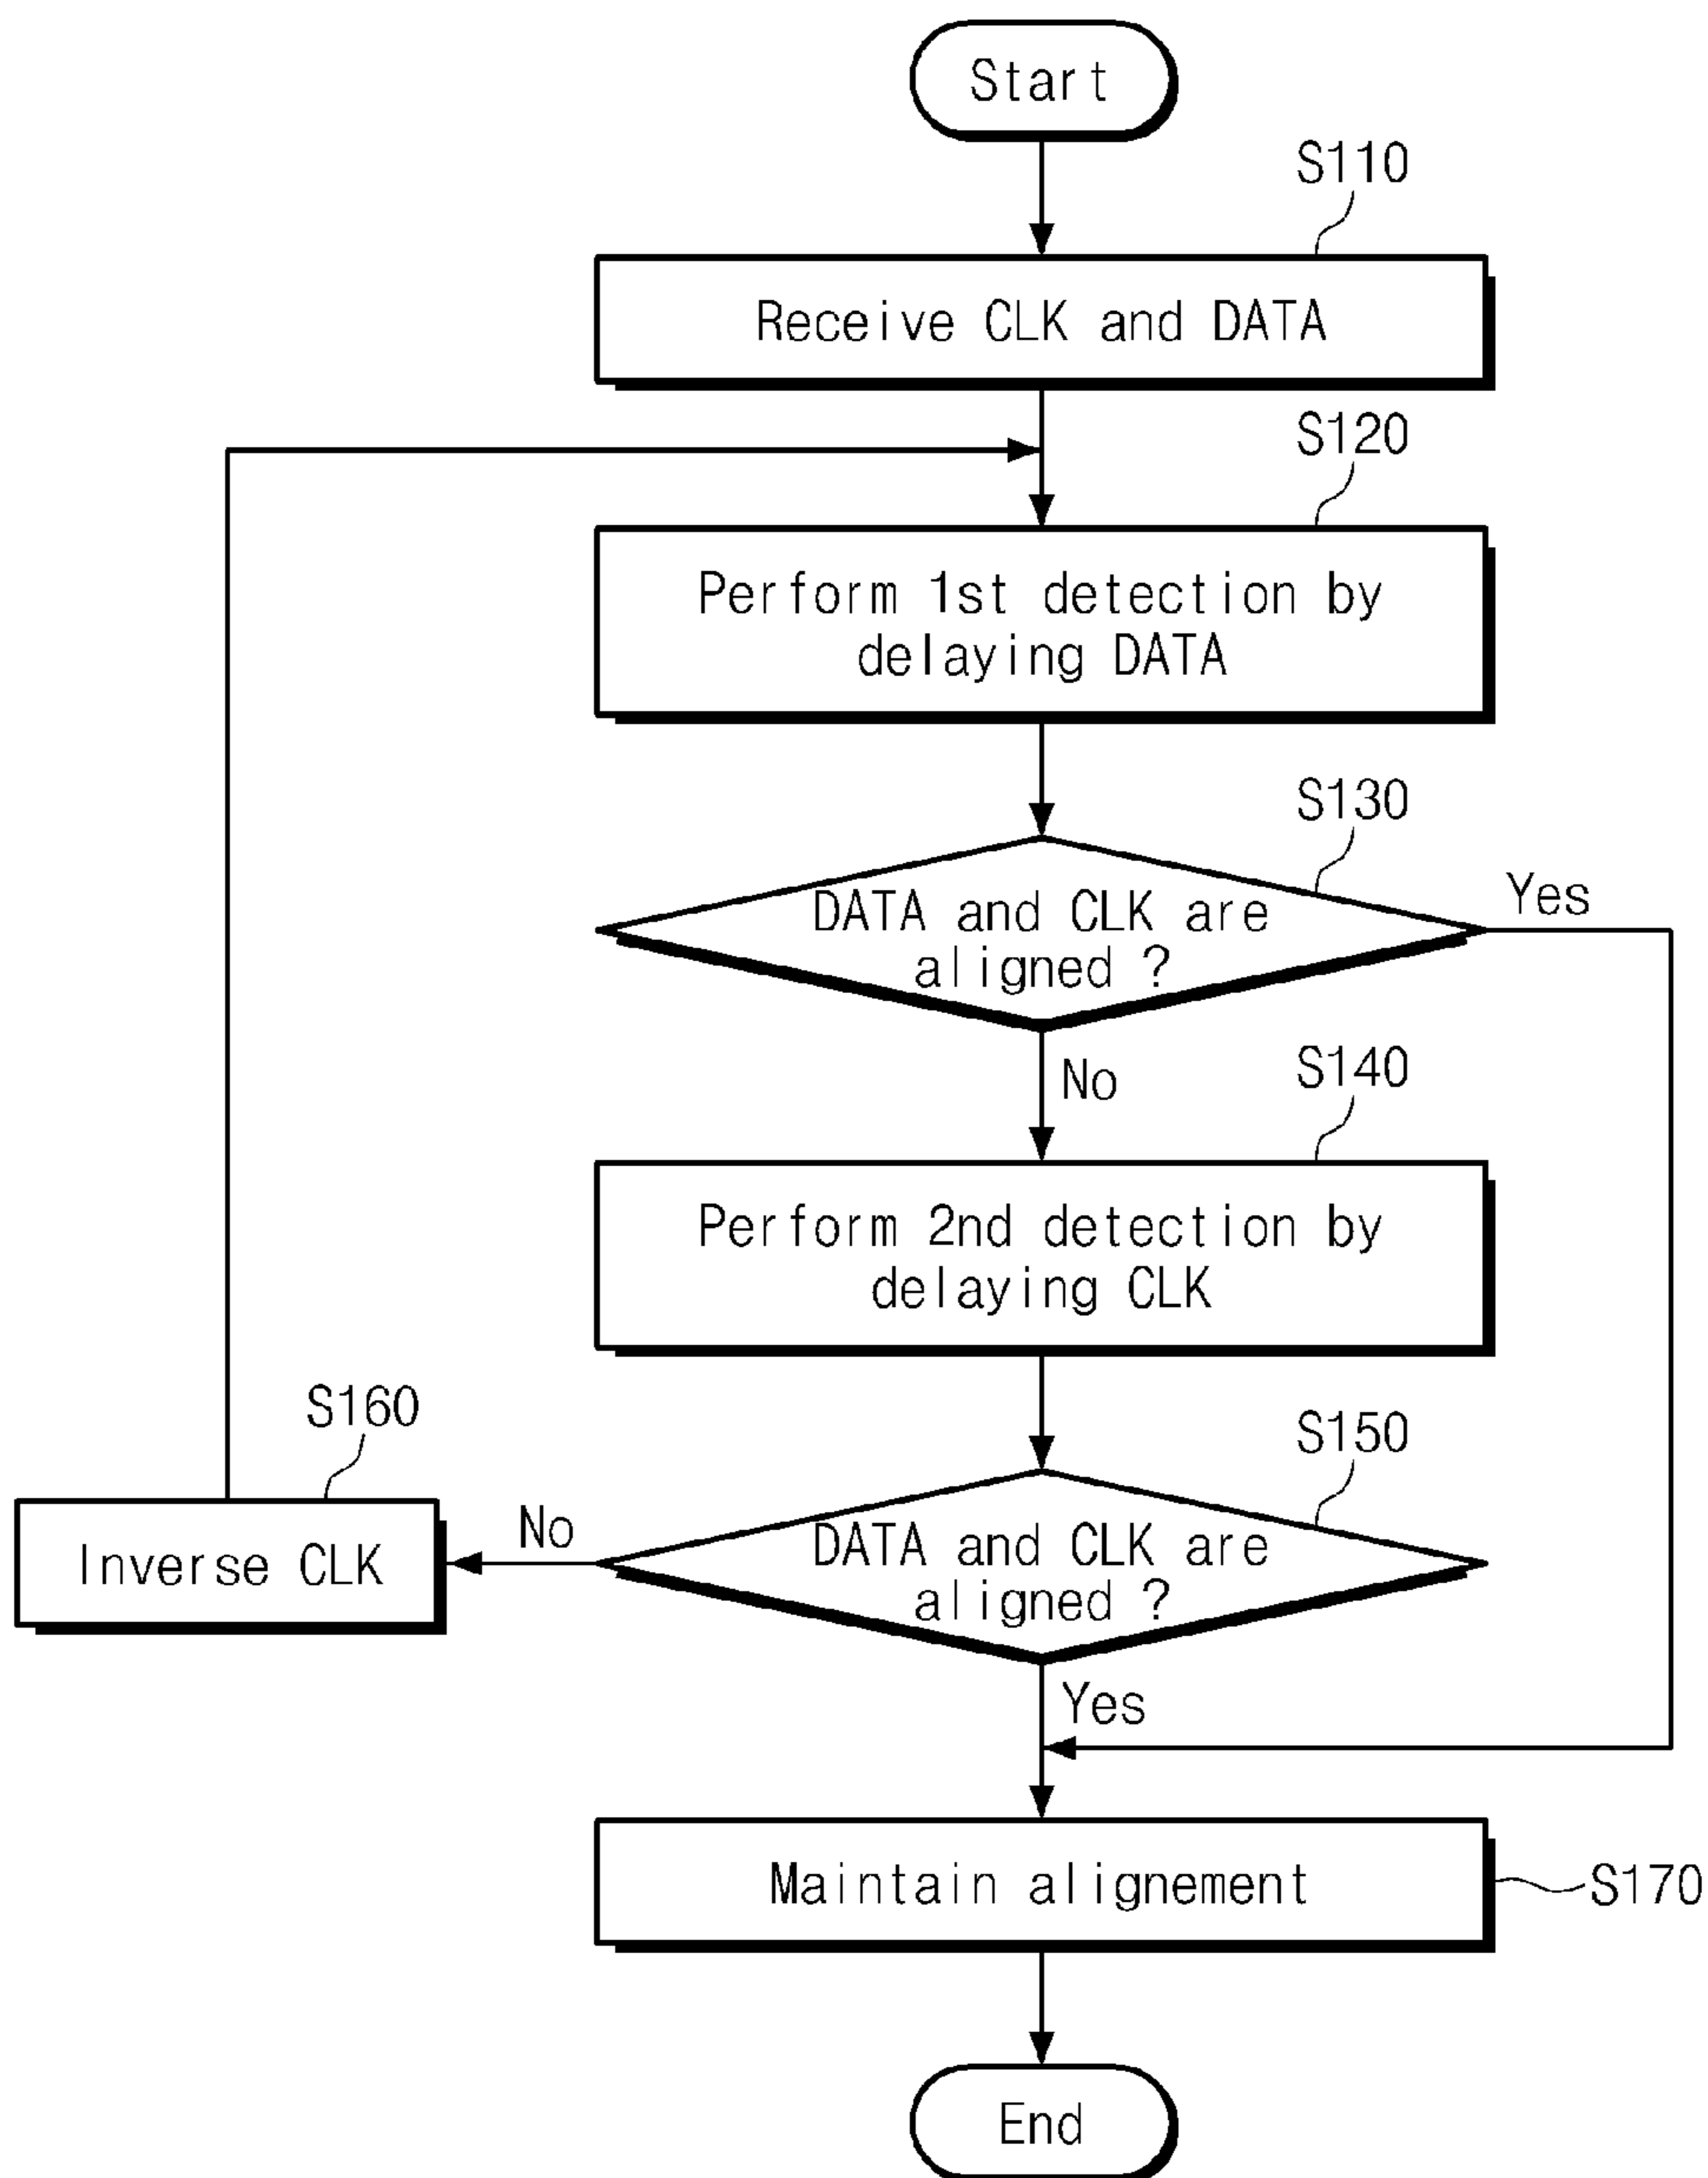 Start
S110
Receive CLK and DATA
S120
Perform 1st detection by
delaying DATA
S130
DATA and CLK are
aligned ?
Yes
No
S140
Perform 2nd detection by
delaying CLK
S160
Inverse CLK
No
S150
DATA and CLK are
aligned ?
Yes
Maintain alignement
S170
End